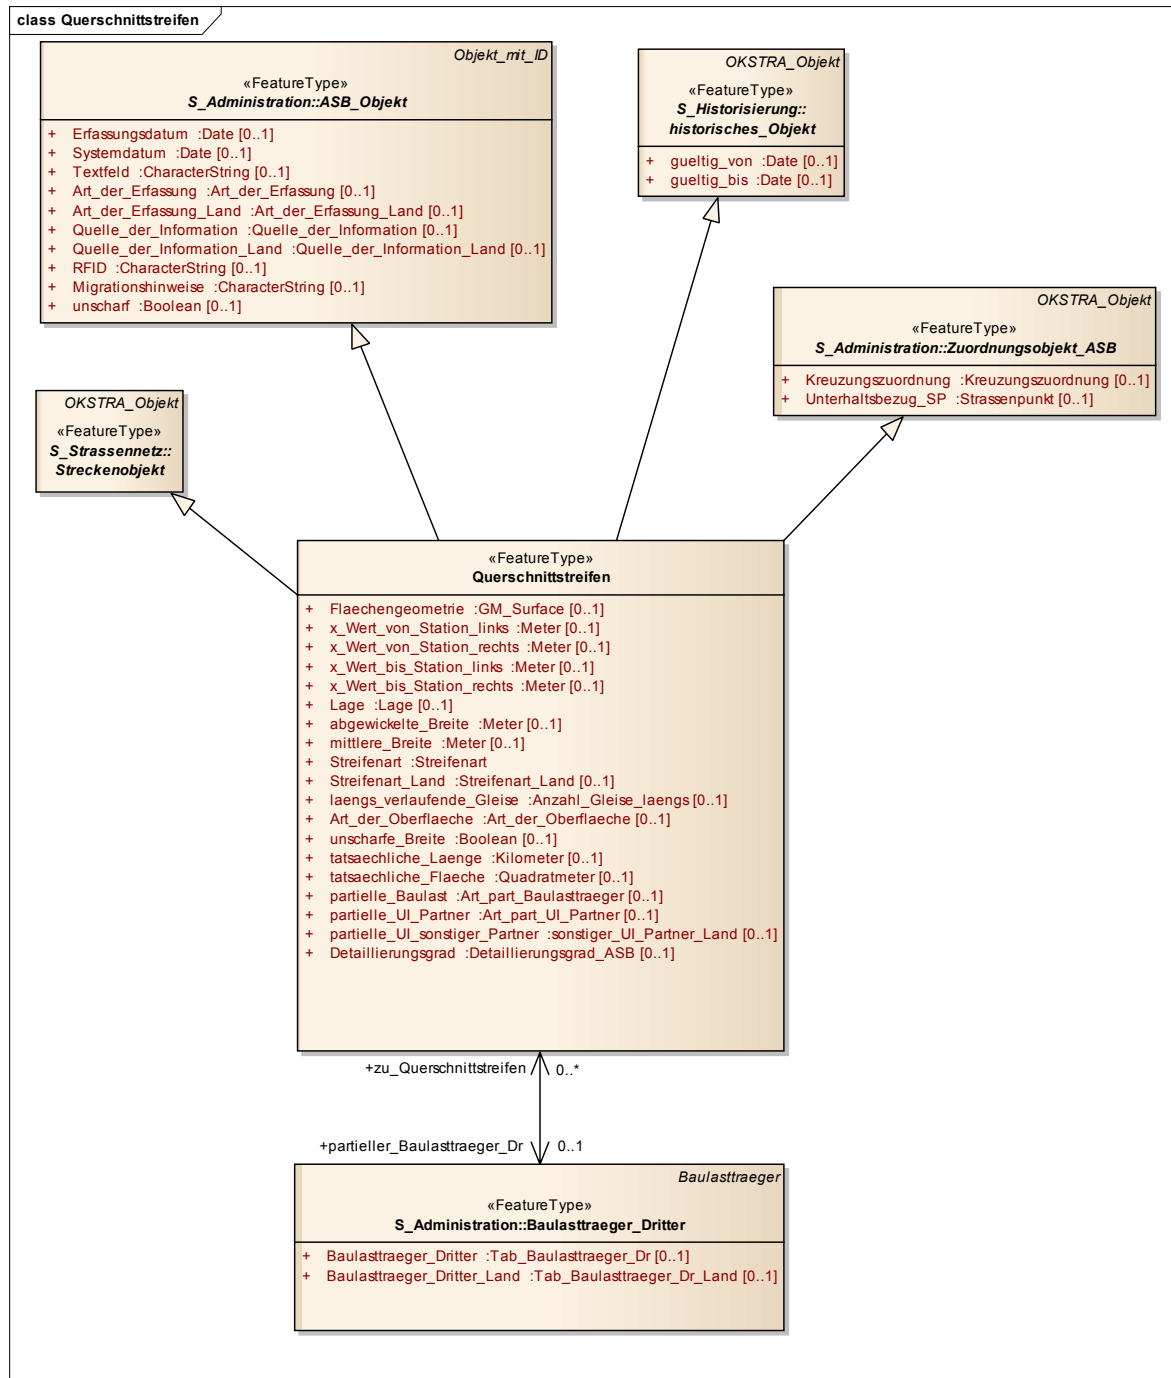 class Querschnittstreifen
Objekt_mit_ID
«FeatureType»
S_Administration::ASB_Objekt
+ Erfassungsdatum :Date [0..1]
+ Systemdatum :Date [0..1]
+ Textfeld :CharacterString [0..1]
+ Art_der_Erfassung :Art_der_Erfassung [0..1]
+ Art_der_Erfassung_Land :Art_der_Erfassung_Land [0..1]
+ Quelle_der_Information :Quelle_der_Information [0..1]
+ Quelle_der_Information_Land :Quelle_der_Information_Land [0..1]
+ RFID :CharacterString [0..1]
+ Migrationshinweise :CharacterString [0..1]
+ unscharf :Boolean [0..1]
OKSTRA_Objekt
«FeatureType»
S_Historisierung::
historisches_Objekt
+ gueltig_von :Date [0..1]
+ gueltig_bis :Date [0..1]
OKSTRA_Objekt
«FeatureType»
S_Administration::Zuordnungsobjekt_ASB
+ Kreuzungszuordnung :Kreuzungszuordnung [0..1]
+ Unterhaltsbezug_SP :Strassenpunkt [0..1]
OKSTRA_Objekt
«FeatureType»
S_Strassennetz::
Streckenobjekt
«FeatureType»
Querschnittstreifen
+ Flaechengeometrie :GM_Surface [0..1]
+ x_Wert_von_Station_links :Meter [0..1]
+ x_Wert_von_Station_rechts :Meter [0..1]
+ x_Wert_bis_Station_links :Meter [0..1]
+ x_Wert_bis_Station_rechts :Meter [0..1]
+ Lage :Lage [0..1]
+ abgewickelte_Breite :Meter [0..1]
+ mittlere_Breite :Meter [0..1]
+ Streifenart :Streifenart
+ Streifenart_Land :Streifenart_Land [0..1]
+ laengs_verlaufende_Gleise :Anzahl_Gleise_laengs [0..1]
+ Art_der_Oberflaeche :Art_der_Oberflaeche [0..1]
+ unscharfe_Breite :Boolean [0..1]
+ tatsaechliche_Laenge :Kilometer [0..1]
+ tatsaechliche_Flaeche :Quadratmeter [0..1]
+ partielle_Baulast :Art_part_Baulasttraeger [0..1]
+ partielle_UI_Partner :Art_part_UI_Partner [0..1]
+ partielle_UI_sonstiger_Partner :sonstiger_UI_Partner_Land [0..1]
+ Detaillierungsgrad :Detaillierungsgrad_ASB [0..1]
+zu_Querschnittstreifen 0..*
+partieller_Baulasttraeger_Dr 0..1
Baulasttraeger
«FeatureType»
S_Administration::Baulasttraeger_Dritter
+ Baulasttraeger_Dritter :Tab_Baulasttraeger_Dr [0..1]
+ Baulasttraeger_Dritter_Land :Tab_Baulasttraeger_Dr_Land [0..1]